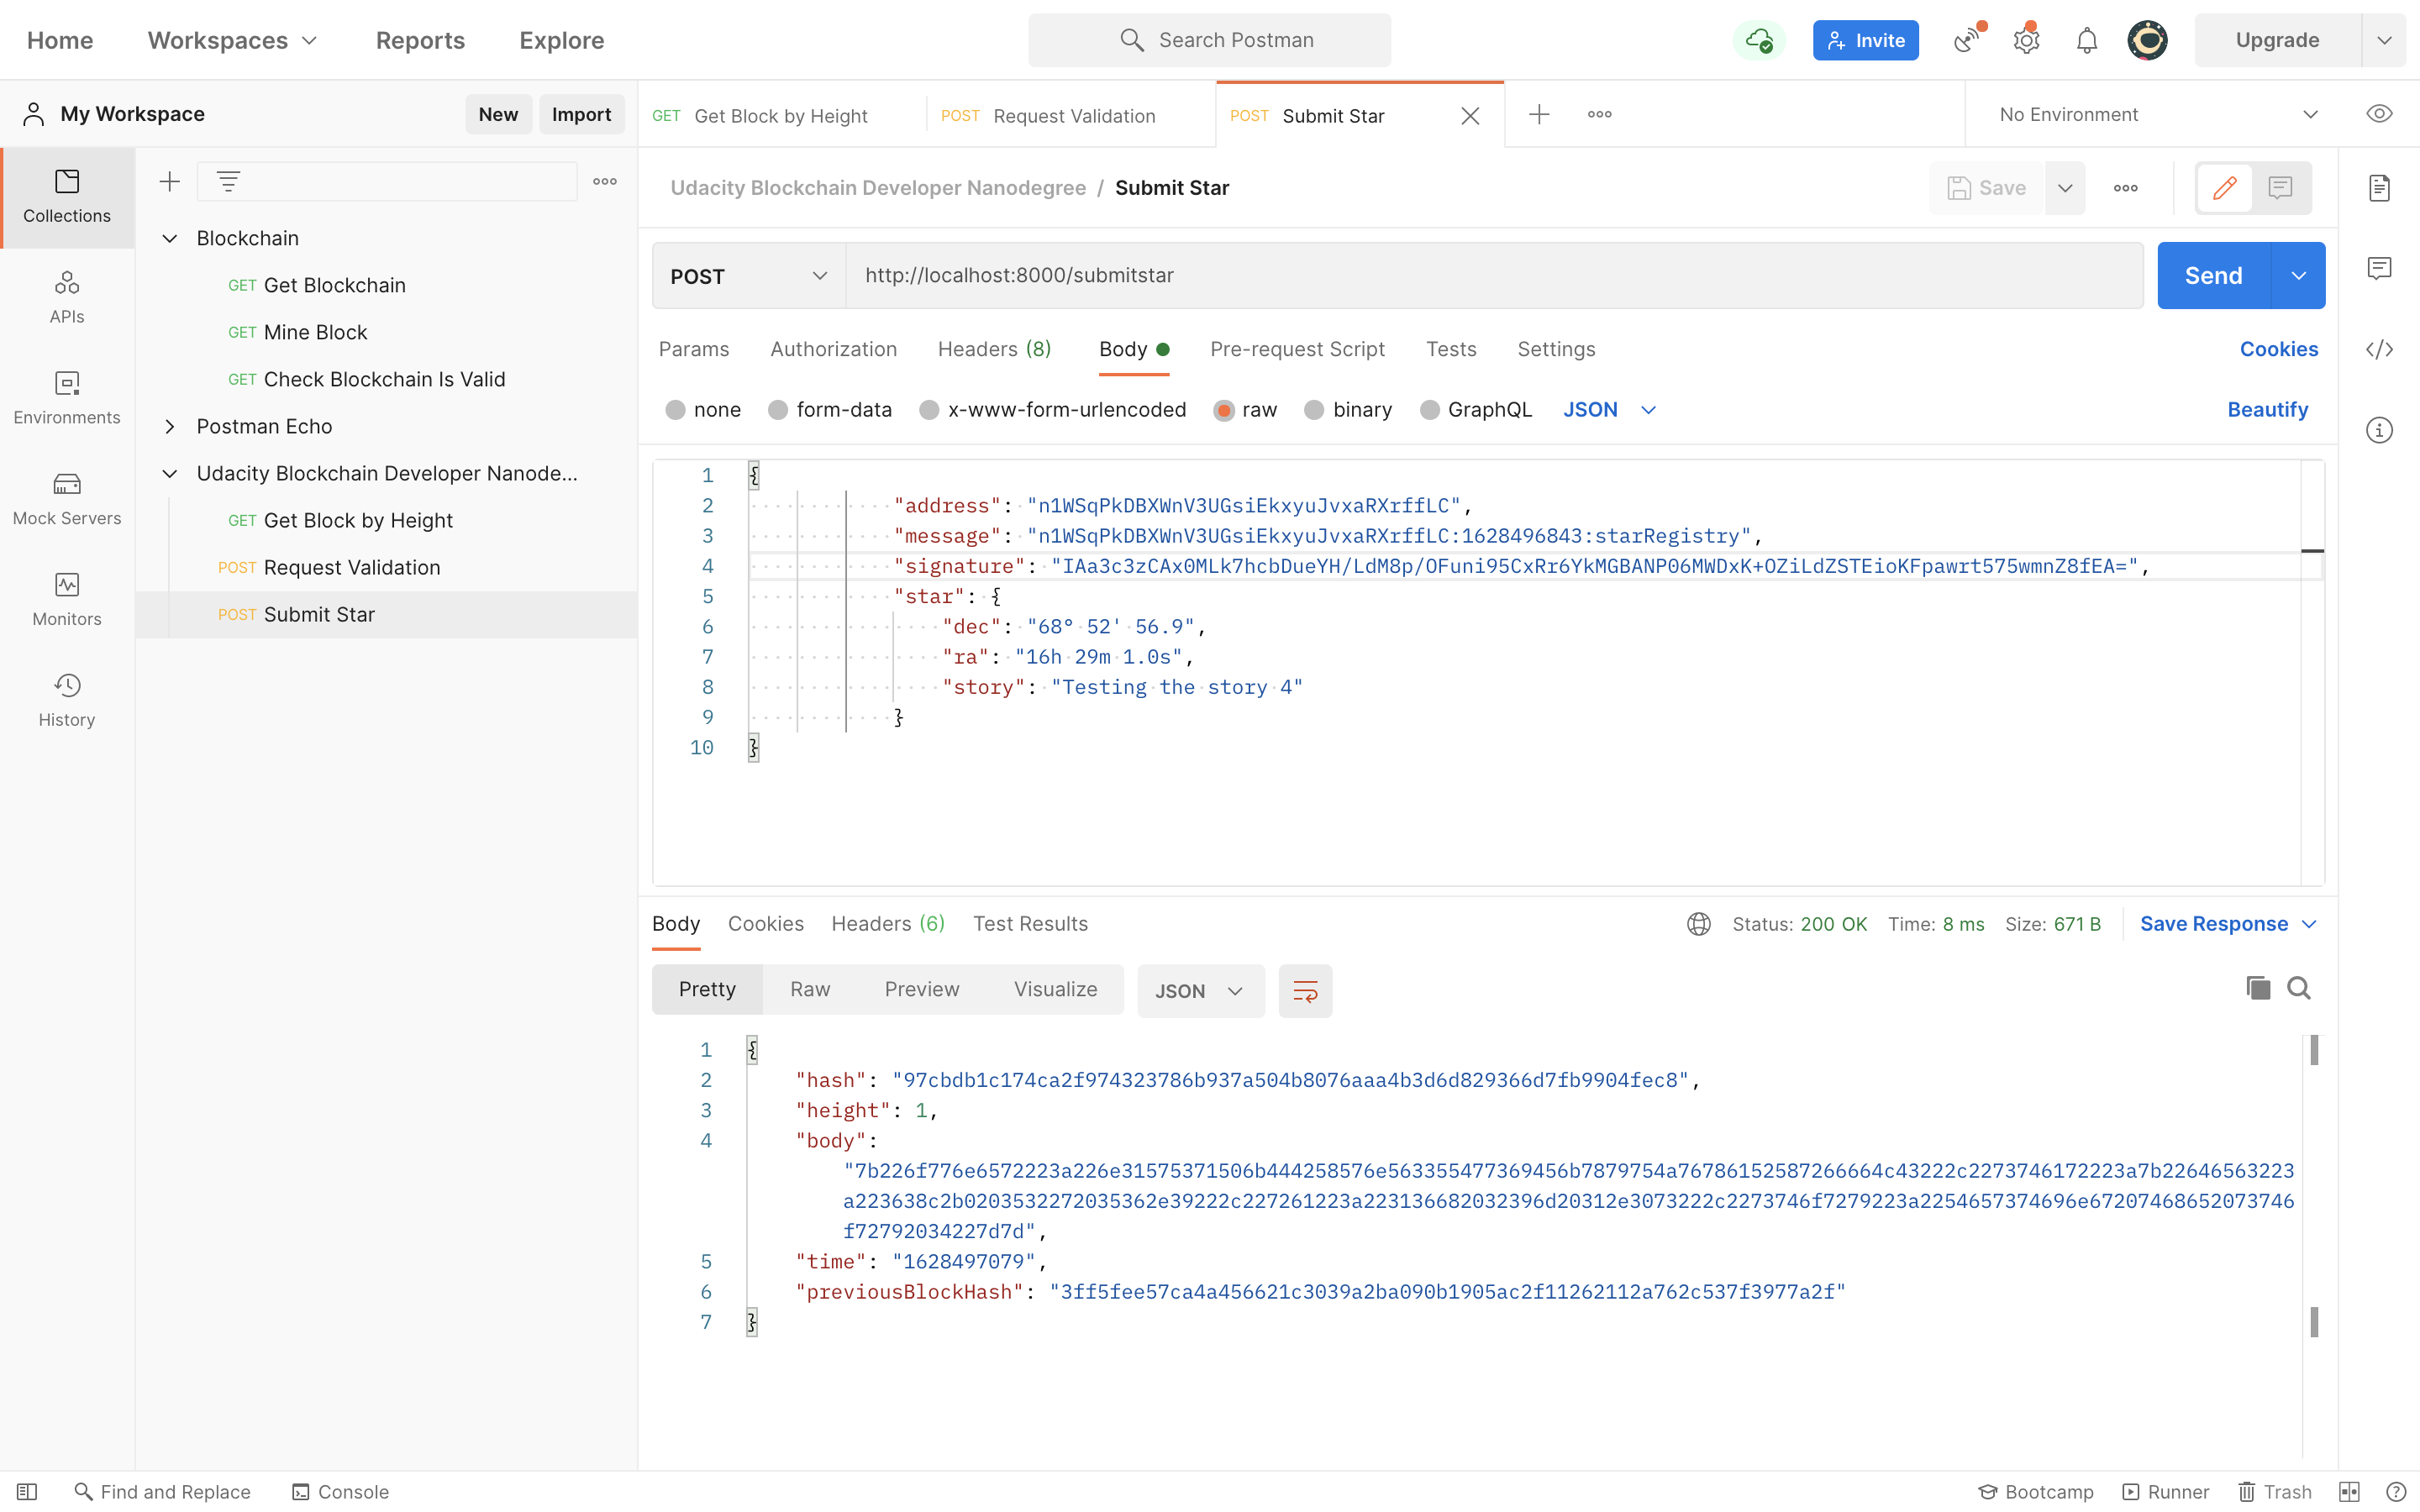 Home Workspaces Reports Explore Search Postman Invite Upgrade
My Workspace New Import
GET Get Block by Height POST Request Validation POST Submit Star No Environment
Collections
APIs
Environments
Mock Servers
Monitors
History
Blockchain
GET Get Blockchain
GET Mine Block
GET Check Blockchain Is Valid
Postman Echo
Udacity Blockchain Developer Nanode...
GET Get Block by Height
POST Request Validation
POST Submit Star
Udacity Blockchain Developer Nanodegree / Submit Star Save
POST http://localhost:8000/submitstar Send
Params Authorization Headers (8) Body Pre-request Script Tests Settings Cookies
none form-data x-www-form-urlencoded raw binary GraphQL JSON Beautify
1 {
2 "address": "n1WSqPkDBXWnV3UGsiEkxyuJvxaRXrffLC",
3 "message": "n1WSqPkDBXWnV3UGsiEkxyuJvxaRXrffLC:1628496843:starRegistry",
4 "signature": "IAa3c3zCAx0MLk7hcbDueYH/LdM8p/OFuni95CxRr6YkMGBANP06MWDxK+OZiLdZSTEioKFpawrt575wmnZ8fEA=",
5 "star": {
6 "dec": "68° 52' 56.9",
7 "ra": "16h 29m 1.0s",
8 "story": "Testing the story 4"
9 }
10 }
Body Cookies Headers (6) Test Results Status: 200 OK Time: 8 ms Size: 671 B Save Response
Pretty Raw Preview Visualize JSON
1 {
2 "hash": "97cbdb1c174ca2f974323786b937a504b8076aaa4b3d6d829366d7fb9904fec8",
3 "height": 1,
4 "body":
"7b226f776e6572223a226e31575371506b444258576e563355477369456b7879754a76786152587266664c43222c2273746172223a7b22646563223
a223638c2b0203532272035362e39222c227261223a223136682032396d20312e3073222c2273746f7279223a2254657374696e67207468652073746
f72792034227d7d",
5 "time": "1628497079",
6 "previousBlockHash": "3ff5fee57ca4a456621c3039a2ba090b1905ac2f11262112a762c537f3977a2f"
7 }
Find and Replace Console Bootcamp Runner Trash